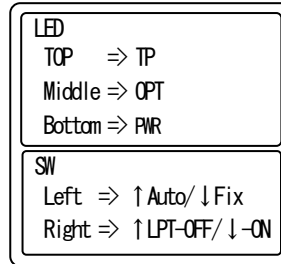 LED
TOP => TP
Middle => OPT
Bottom => PWR
SW
Left => ↑Auto/↓Fix
Right => ↑LPT-OFF/↓-ON